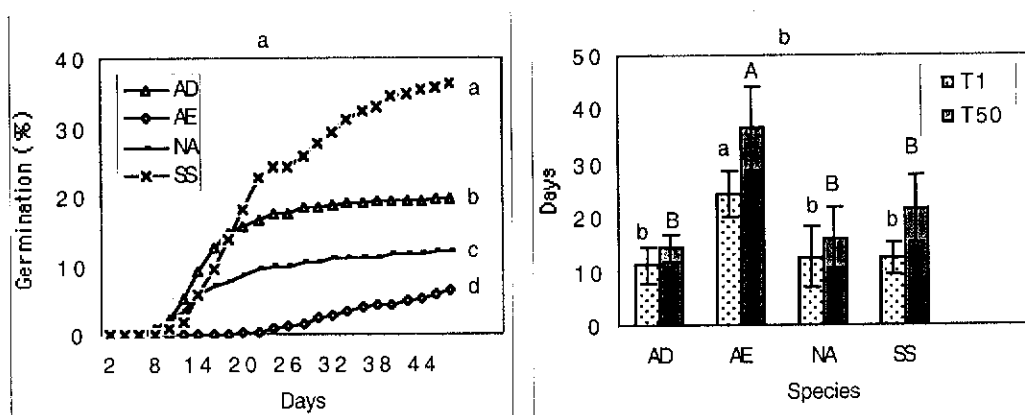 a
Germination (%)
40
30
20
10
0
AD
AE
NA
SS
a
b
c
d
2 8 14 20 26 32 38 44
Days
b
Days
50
40
30
20
10
0
T1
T50
b B
a A
b B
b B
AD AE NA SS
Species